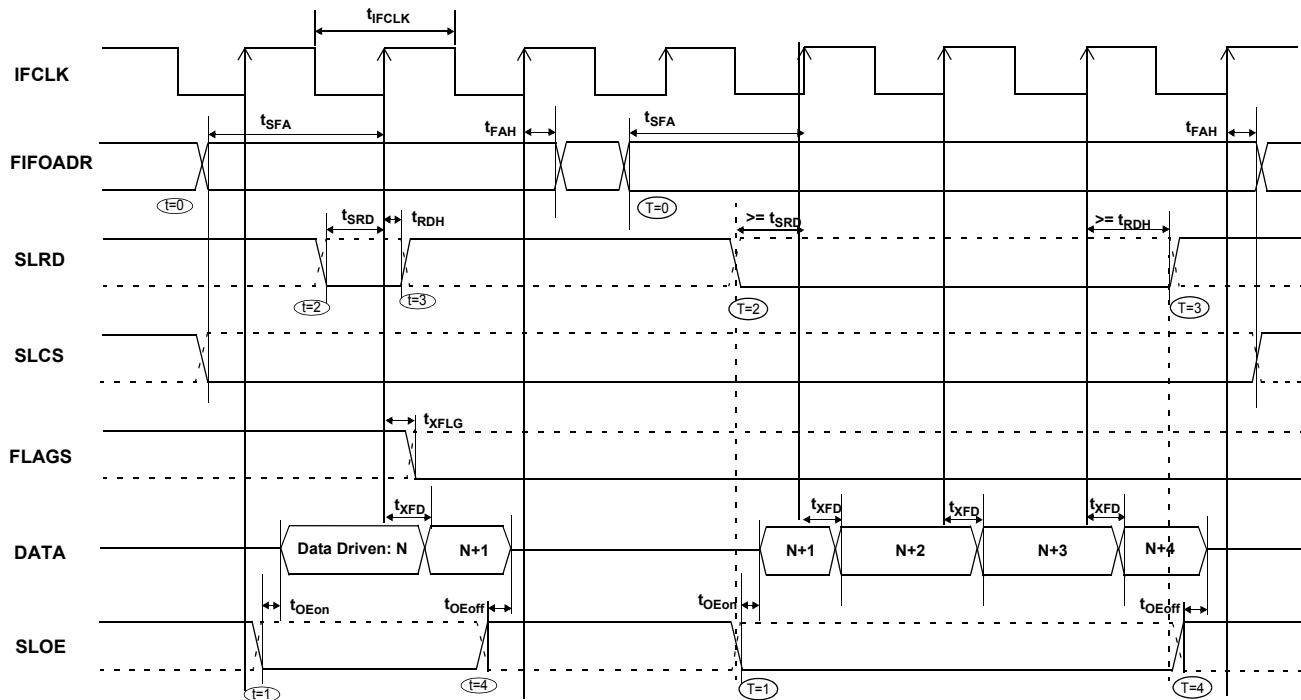 tIFCLK
IFCLK
tSFA
tFAH
tSFA
tFAH
FIFOADR
t=0
T=0
tSRD
tRDH
>= tSRD
>= tRDH
SLRD
t=2
t=3
T=2
T=3
SLCS
tXFLG
FLAGS
tXFD
tXFD
tXFD
tXFD
DATA
Data Driven: N
N+1
N+1
N+2
N+3
N+4
tOEon
tOEoff
tOEon
tOEoff
SLOE
t=1
t=4
T=1
T=4